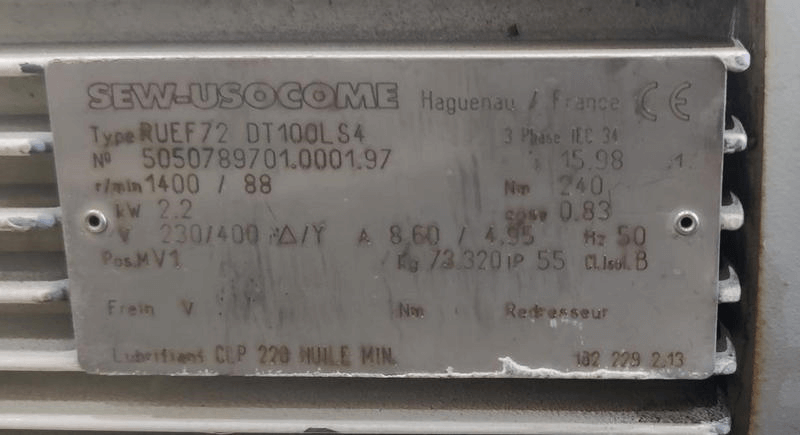 SEW-USOCOME Haguenau / France CE
Type RUEF72 DT100LS4 3 Phase IEC 34
Nº 5050789701.0001.97 i 15.98 :1
r/min 1400 / 88 Nm 240
kW 2.2 cosφ 0.83
V 230/400 △/Y A 8.60 / 4.95 Hz 50
Pos. MV1 Kg 73.320 IP 55 Cl.Isol. B
Frein V Nm Redresseur
Lubrifiant CLP 220 HUILE MIN. 182 229 2.13